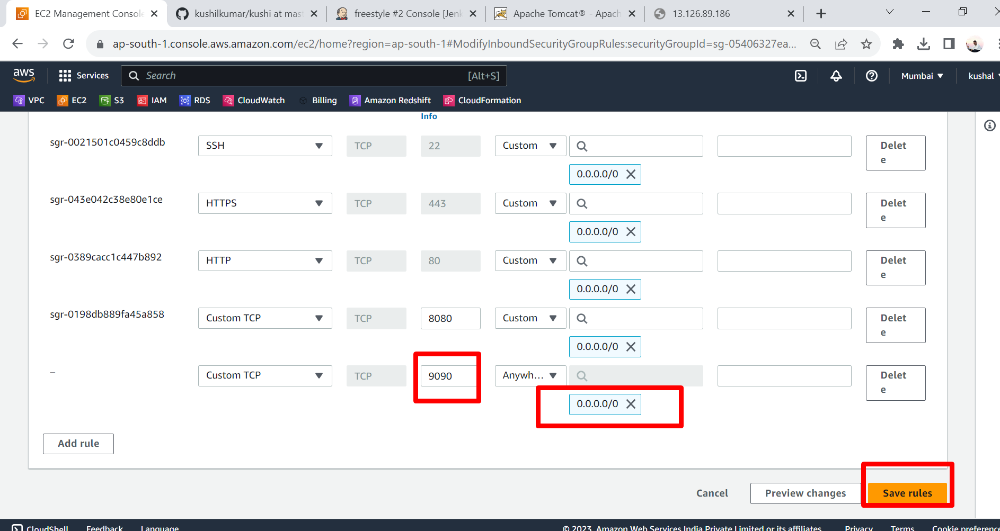 EC2 Management Console
kushilkumar/kushi at mast
freestyle #2 Console [Jenk
Apache Tomcat® - Apach
13.126.89.186
ap-south-1.console.aws.amazon.com/ec2/home?region=ap-south-1#ModifyInboundSecurityGroupRules:securityGroupId=sg-05406327ea...
aws
Services
Search
[Alt+S]
Mumbai
kushal
VPC
EC2
S3
IAM
RDS
CloudWatch
Billing
Amazon Redshift
CloudFormation
Info
sgr-0021501c0459c8ddb
SSH
TCP
22
Custom
Delet
e
0.0.0.0/0
sgr-043e042c38e80e1ce
HTTPS
TCP
443
Custom
Delet
e
0.0.0.0/0
sgr-0389cacc1c447b892
HTTP
TCP
80
Custom
Delet
e
0.0.0.0/0
sgr-0198db889fa45a858
Custom TCP
TCP
8080
Custom
Delet
e
0.0.0.0/0
–
Custom TCP
TCP
9090
Anywh...
Delet
e
0.0.0.0/0
Add rule
Cancel
Preview changes
Save rules
CloudShell
Feedback
Language
© 2023, Amazon Web Services India Private Limited or its affiliates.
Privacy
Terms
Cookie preference